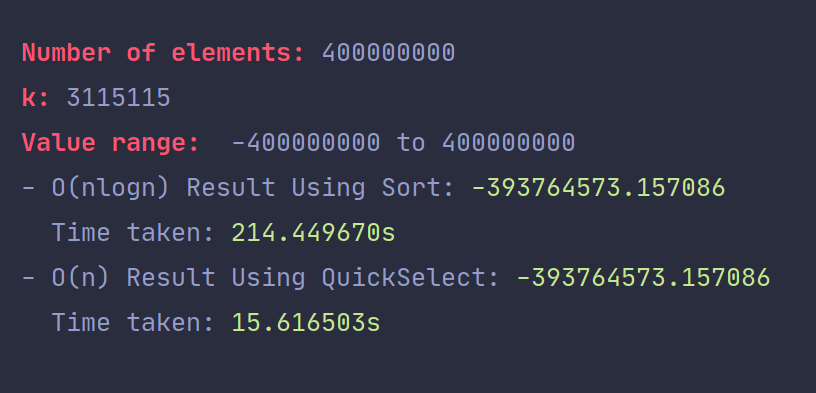 Number of elements: 400000000
k: 3115115
Value range:  -400000000 to 400000000
- O(nlogn) Result Using Sort: -393764573.157086
Time taken: 214.449670s
- O(n) Result Using QuickSelect: -393764573.157086
Time taken: 15.616503s